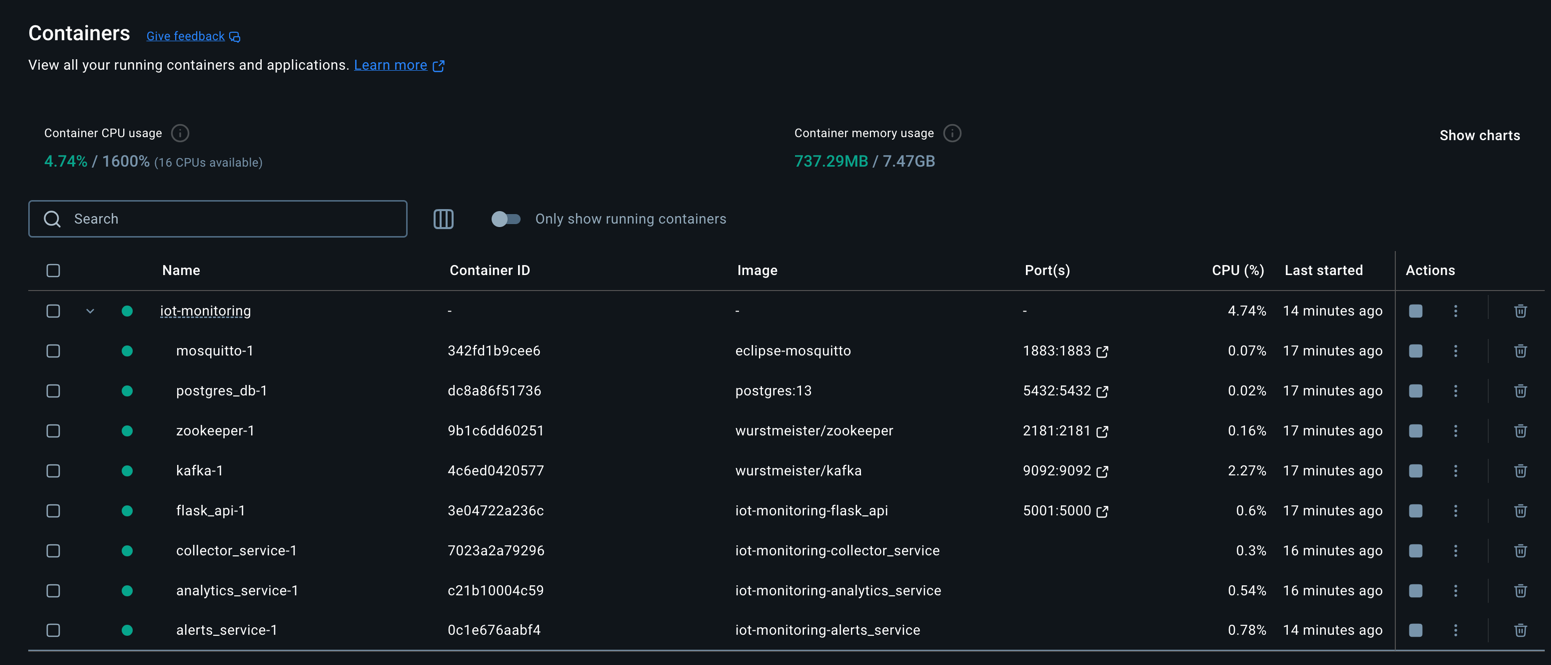 Containers Give feedback
View all your running containers and applications. Learn more
Container CPU usage Container memory usage Show charts
4.74% / 1600% (16 CPUs available) 737.29MB / 7.47GB
Search Only show running containers
Name Container ID Image Port(s) CPU (%) Last started Actions
iot-monitoring - - - 4.74% 14 minutes ago
mosquitto-1 342fd1b9cee6 eclipse-mosquitto 1883:1883 0.07% 17 minutes ago
postgres_db-1 dc8a86f51736 postgres:13 5432:5432 0.02% 17 minutes ago
zookeeper-1 9b1c6dd60251 wurstmeister/zookeeper 2181:2181 0.16% 17 minutes ago
kafka-1 4c6ed0420577 wurstmeister/kafka 9092:9092 2.27% 17 minutes ago
flask_api-1 3e04722a236c iot-monitoring-flask_api 5001:5000 0.6% 17 minutes ago
collector_service-1 7023a2a79296 iot-monitoring-collector_service 0.3% 16 minutes ago
analytics_service-1 c21b10004c59 iot-monitoring-analytics_service 0.54% 16 minutes ago
alerts_service-1 0c1e676aabf4 iot-monitoring-alerts_service 0.78% 14 minutes ago